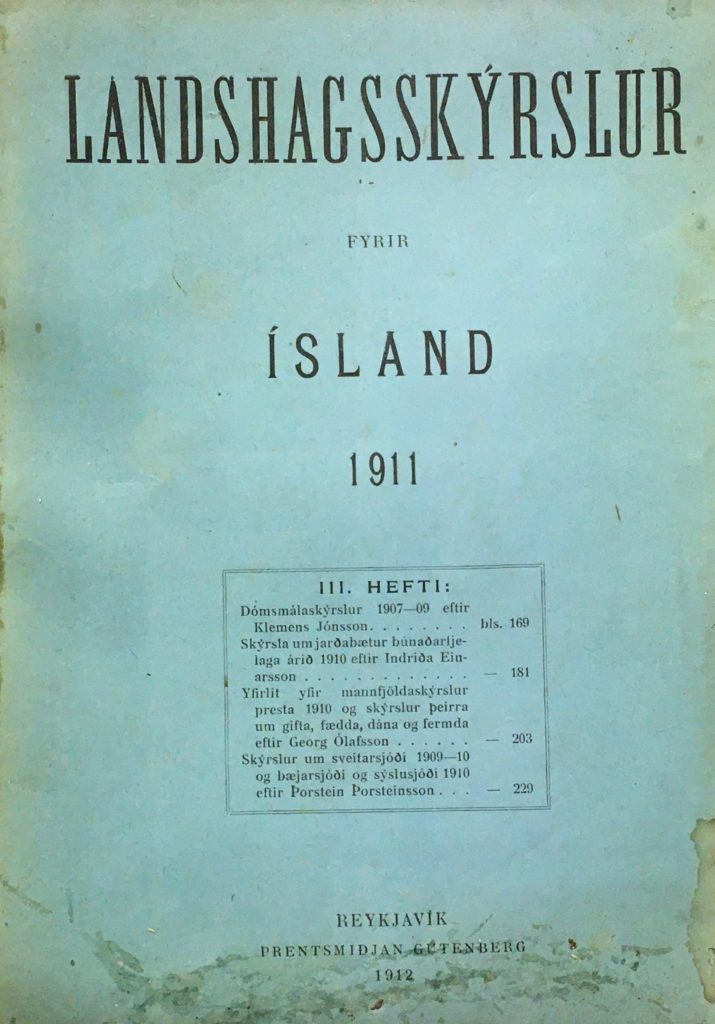 LANDSHAGSSKÝRSLUR
FYRIR
ÍSLAND
1911
III. HEFTI:
Dómsmálaskýrslur 1907—09 eftir
Klemens Jónsson. . . . . . . . bls. 169
Skýrsla um jarðabætur búnaðarfje-
laga árið 1910 eftir Indriða Ein-
arsson . . . . . . . . . . . . . — 181
Yfirlit yfir mannfjöldaskýrslur
presta 1910 og skýrslur þeirra
um gifta, fædda, dána og fermda
eftir Georg Ólafsson . . . . . . — 203
Skýrslur um sveitarsjóði 1909—10
og bæjarsjóði og sýslusjóði 1910
eftir Þorstein Þorsteinsson . . . — 229
REYKJAVÍK
PRENTSMIÐJAN GUTENBERG
1912